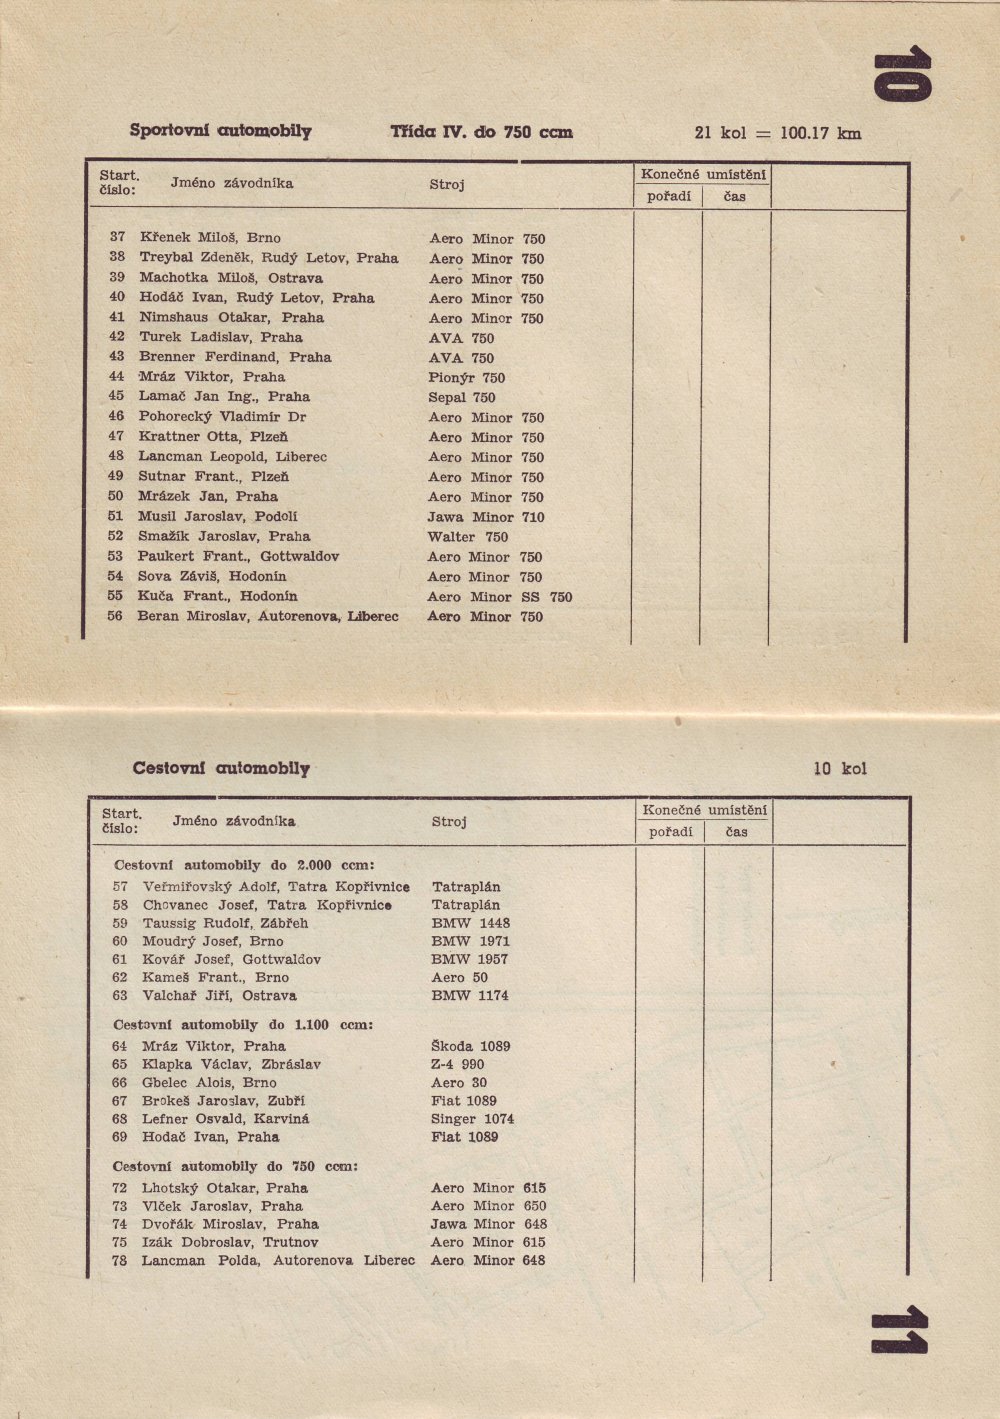 10
Sportovní automobily Třída IV. do 750 ccm 21 kol = 100.17 km
Start. číslo: Jméno závodníka Stroj Konečné umístění
pořadí čas
37 Křenek Miloš, Brno Aero Minor 750
38 Treybal Zdeněk, Rudý Letov, Praha Aero Minor 750
39 Machotka Miloš, Ostrava Aero Minor 750
40 Hodáč Ivan, Rudý Letov, Praha Aero Minor 750
41 Nimshaus Otakar, Praha Aero Minor 750
42 Turek Ladislav, Praha AVA 750
43 Brenner Ferdinand, Praha AVA 750
44 Mráz Viktor, Praha Pionýr 750
45 Lamač Jan Ing., Praha Sepal 750
46 Pohorecký Vladimír Dr Aero Minor 750
47 Krattner Otta, Plzeň Aero Minor 750
48 Lancman Leopold, Liberec Aero Minor 750
49 Sutnar Frant., Plzeň Aero Minor 750
50 Mrázek Jan, Praha Aero Minor 750
51 Musil Jaroslav, Podolí Jawa Minor 710
52 Smažík Jaroslav, Praha Walter 750
53 Paukert Frant., Gottwaldov Aero Minor 750
54 Sova Záviš, Hodonín Aero Minor 750
55 Kuča Frant., Hodonín Aero Minor SS 750
56 Beran Miroslav, Autorenova, Liberec Aero Minor 750
Cestovní automobily 10 kol
Start. číslo: Jméno závodníka Stroj Konečné umístění
pořadí čas
Cestovní automobily do 2.000 ccm:
57 Veřmiřovský Adolf, Tatra Kopřivnice Tatraplán
58 Chovanec Josef, Tatra Kopřivnice Tatraplán
59 Taussig Rudolf, Zábřeh BMW 1448
60 Moudrý Josef, Brno BMW 1971
61 Kovář Josef, Gottwaldov BMW 1957
62 Kameš Frant., Brno Aero 50
63 Valchař Jiří, Ostrava BMW 1174
Cestovní automobily do 1.100 ccm:
64 Mráz Viktor, Praha Škoda 1089
65 Klapka Václav, Zbráslav Z-4 990
66 Gbelec Alois, Brno Aero 30
67 Brokeš Jaroslav, Zubří Fiat 1089
68 Lefner Osvald, Karviná Singer 1074
69 Hodač Ivan, Praha Fiat 1089
Cestovní automobily do 750 ccm:
72 Lhotský Otakar, Praha Aero Minor 615
73 Vlček Jaroslav, Praha Aero Minor 650
74 Dvořák Miroslav, Praha Jawa Minor 648
75 Izák Dobroslav, Trutnov Aero Minor 615
78 Lancman Polda, Autorenova Liberec Aero Minor 648
11